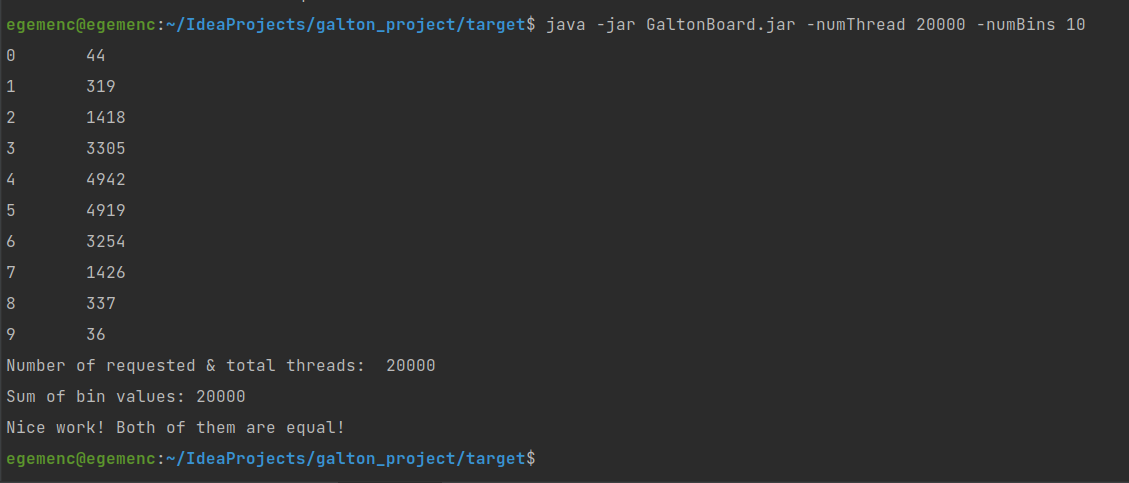 egemenc@egemenc:~/IdeaProjects/galton_project/target$ java -jar GaltonBoard.jar -numThread 20000 -numBins 10
0       44
1       319
2       1418
3       3305
4       4942
5       4919
6       3254
7       1426
8       337
9       36
Number of requested & total threads:  20000
Sum of bin values: 20000
Nice work! Both of them are equal!
egemenc@egemenc:~/IdeaProjects/galton_project/target$